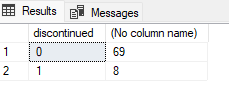 Results Messages
discontinued (No column name)
1 0 69
2 1 8